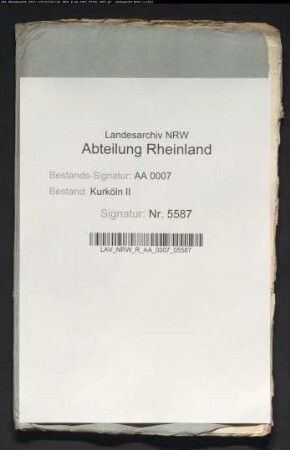 Landesarchiv NRW
Abteilung Rheinland
Bestands-Signatur: AA 0007
Bestand: Kurköln II
Signatur: Nr. 5587
LAV_NRW_R_AA_0007_05587